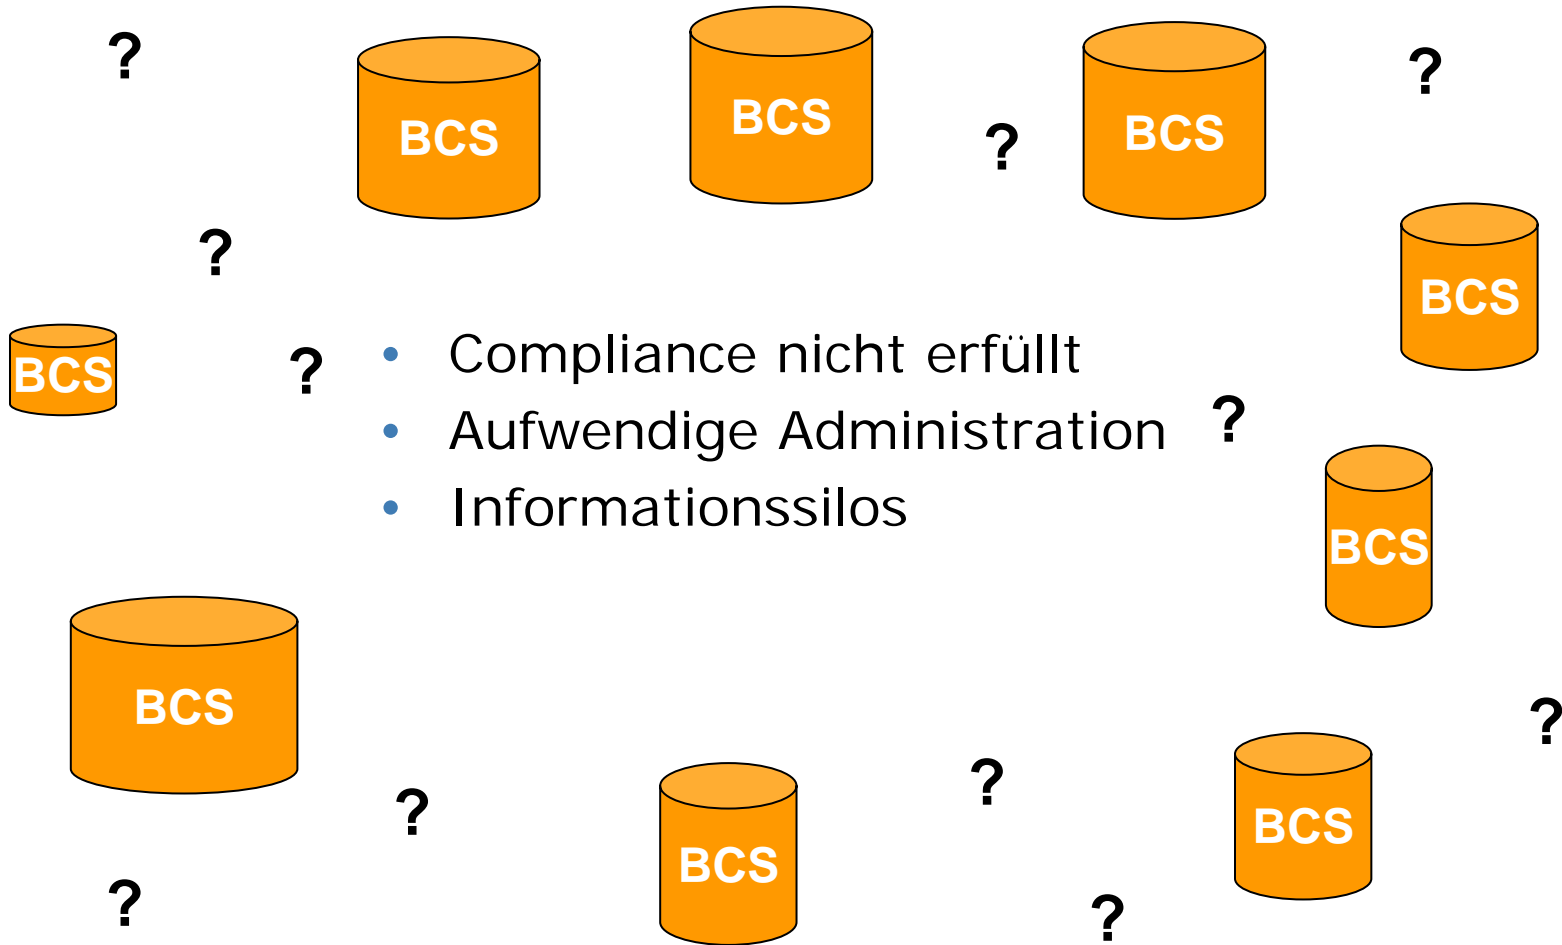 ?
BCS
BCS
?
BCS
?
?
BCS
BCS
?
• Compliance nicht erfüllt
• Aufwendige Administration
• Informationssilos
?
BCS
BCS
?
BCS
?
?
BCS
BCS
?
?